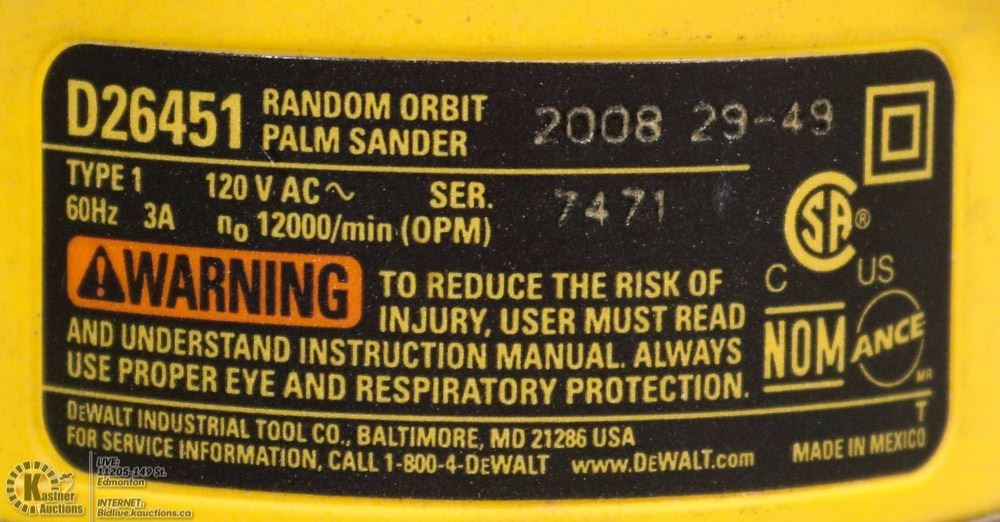 D26451 RANDOM ORBIT
PALM SANDER
2008 29-49
TYPE 1 120 V AC~ SER. 7471
60Hz 3A no 12000/min (OPM)
CSA®
C US
WARNING TO REDUCE THE RISK OF
INJURY, USER MUST READ
AND UNDERSTAND INSTRUCTION MANUAL. ALWAYS
USE PROPER EYE AND RESPIRATORY PROTECTION.
NOM ANCE
MR
DEWALT INDUSTRIAL TOOL CO., BALTIMORE, MD 21286 USA
T
FOR SERVICE INFORMATION, CALL 1-800-4-DEWALT www.DEWALT.com
MADE IN MEXICO
Kastner
Auctions
LIVE:
11205-149 St.
Edmonton
INTERNET:
Bidlive.kauctions.ca